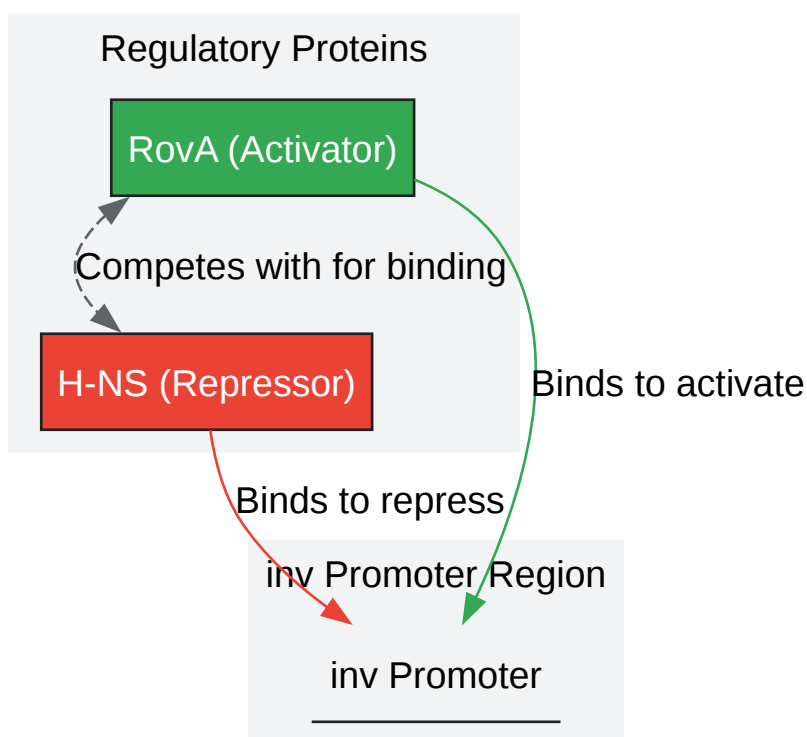 Regulatory Proteins
RovA (Activator)
Competes with for binding
H-NS (Repressor)
Binds to activate
Binds to repress
inv Promoter Region
inv Promoter